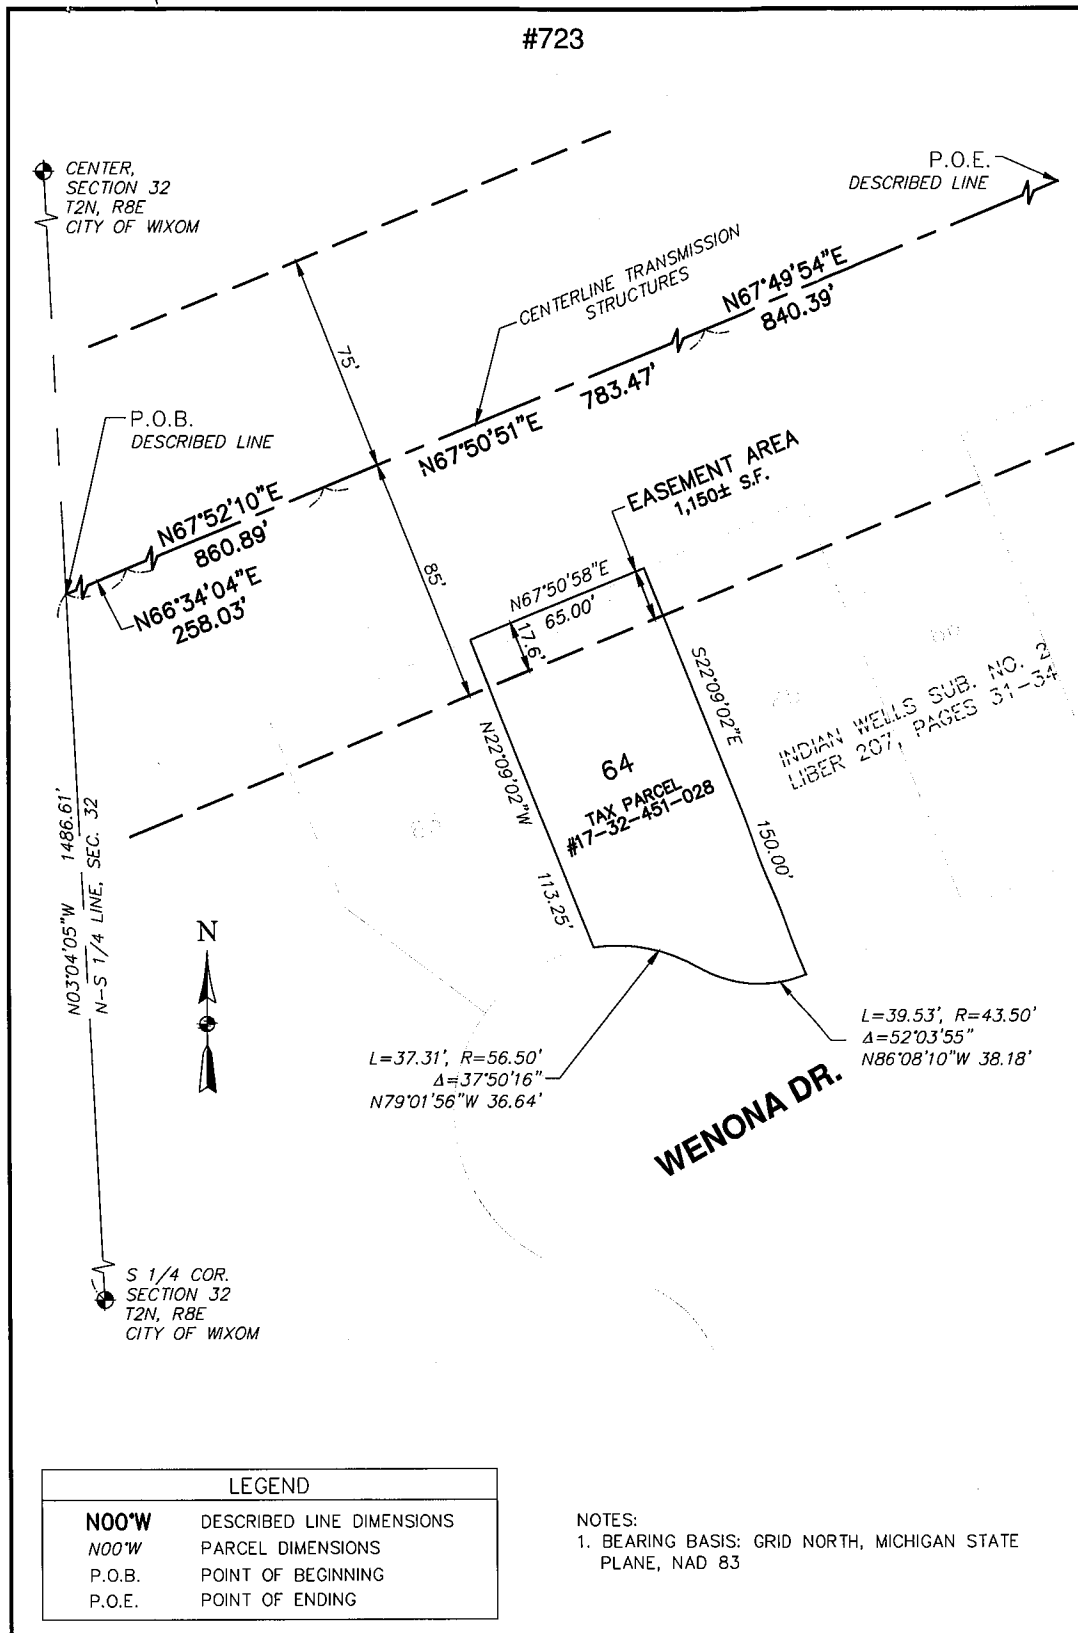 #723
CENTER,
SECTION 32
T2N, R8E
CITY OF WIXOM
P.O.E.
DESCRIBED LINE
CENTERLINE TRANSMISSION
STRUCTURES
N67°49'54"E
840.39'
75'
P.O.B.
DESCRIBED LINE
783.47'
N67°50'51"E
EASEMENT AREA
1,150± S.F.
N67°52'10"E
860.89'
N66°34'04"E
258.03'
85'
N67°50'58"E
65.00'
17.6'
S22°09'02"E
150.00'
N22°09'02"W
113.25'
INDIAN WELLS SUB. NO. 2
LIBER 207, PAGES 31-34
64
TAX PARCEL
#17-32-451-028
N03°04'05"W 1486.61'
N-S 1/4 LINE, SEC. 32
N
L=37.31', R=56.50'
Δ=37°50'16"
N79°01'56"W 36.64'
L=39.53', R=43.50'
Δ=52°03'55"
N86°08'10"W 38.18'
WENONA DR.
S 1/4 COR.
SECTION 32
T2N, R8E
CITY OF WIXOM
LEGEND
N00°W DESCRIBED LINE DIMENSIONS
N00°W PARCEL DIMENSIONS
P.O.B. POINT OF BEGINNING
P.O.E. POINT OF ENDING
NOTES:
1. BEARING BASIS: GRID NORTH, MICHIGAN STATE
PLANE, NAD 83